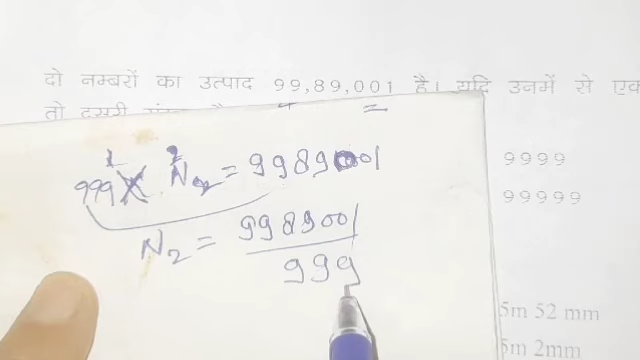 दो नम्बरों का उत्पाद 99,89,001 है। यदि उनमें से एक
तो दूसरी
999 × N2 = 9989001
9999
99999
N2 = 9989001
999
5m 52 mm
5m 2mm